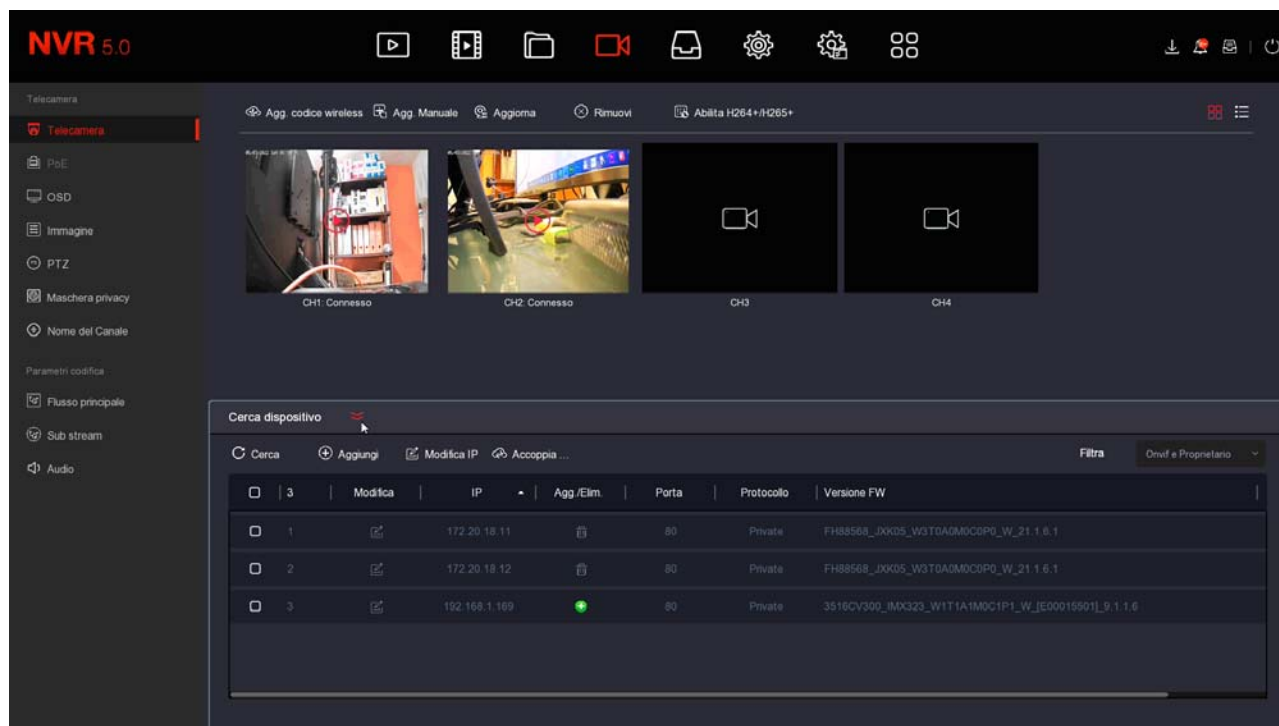 NVR 5.0
Telecamera
Telecamera
PoE
OSD
Immagine
PTZ
Maschera privacy
Nome del Canale
Parametri codifica
Flusso principale
Sub stream
Audio
Agg. codice wireless Agg. Manuale Aggiorna Rimuovi Abilita H264+/H265+
CH1: Connesso CH2: Connesso CH3 CH4
Cerca dispositivo
Cerca Aggiungi Modifica IP Accoppia ... Filtra Onvif e Proprietario
3 Modifica IP Agg./Elim. Porta Protocollo Versione FW
1 172.20.18.11 80 Private FH88568_JXK05_W3T0A0M0C0P0_W_21.1.6.1
2 172.20.18.12 80 Private FH88568_JXK05_W3T0A0M0C0P0_W_21.1.6.1
3 192.168.1.169 80 Private 3516CV300_IMX323_W1T1A1M0C1P1_W_[E00015501]_9.1.1.6